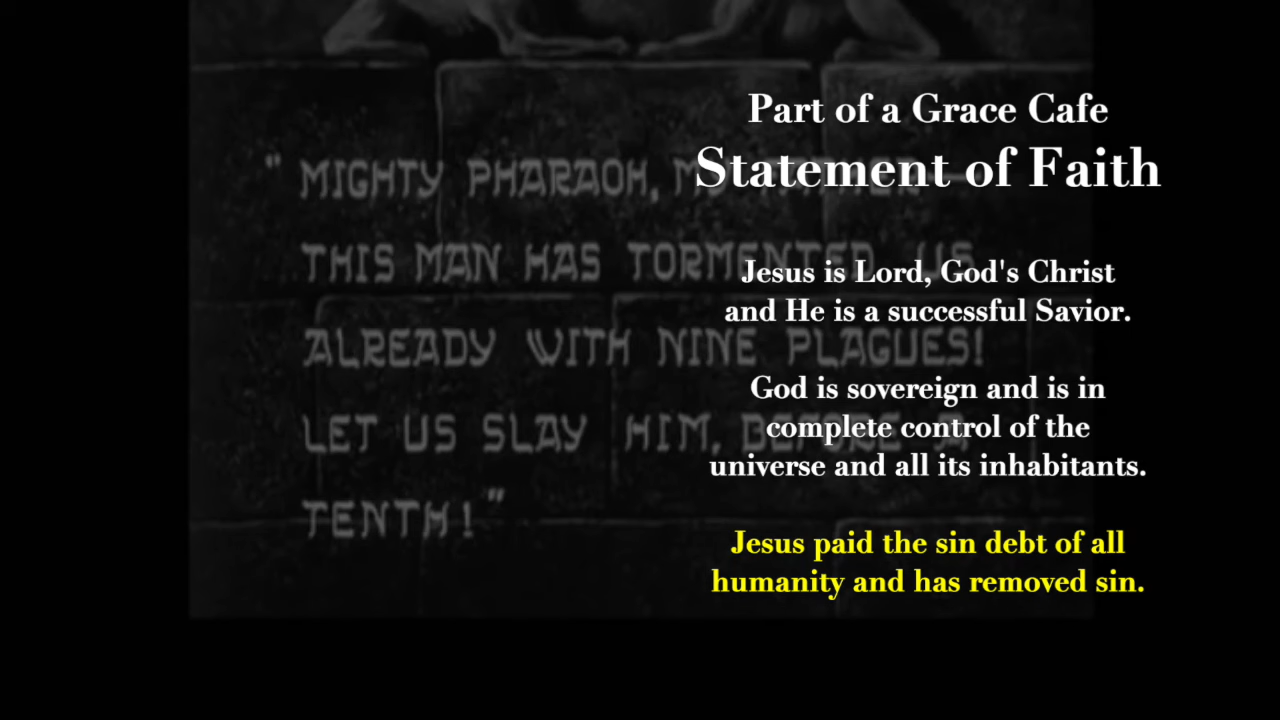 Part of a Grace Cafe
Statement of Faith
Jesus is Lord, God's Christ
and He is a successful Savior.
God is sovereign and is in
complete control of the
universe and all its inhabitants.
Jesus paid the sin debt of all
humanity and has removed sin.
" MIGHTY PHARAOH,
THIS MAN HAS TORMENTED US
ALREADY WITH NINE PLAGUES!
LET US SLAY HIM, BEFORE A
TENTH! "